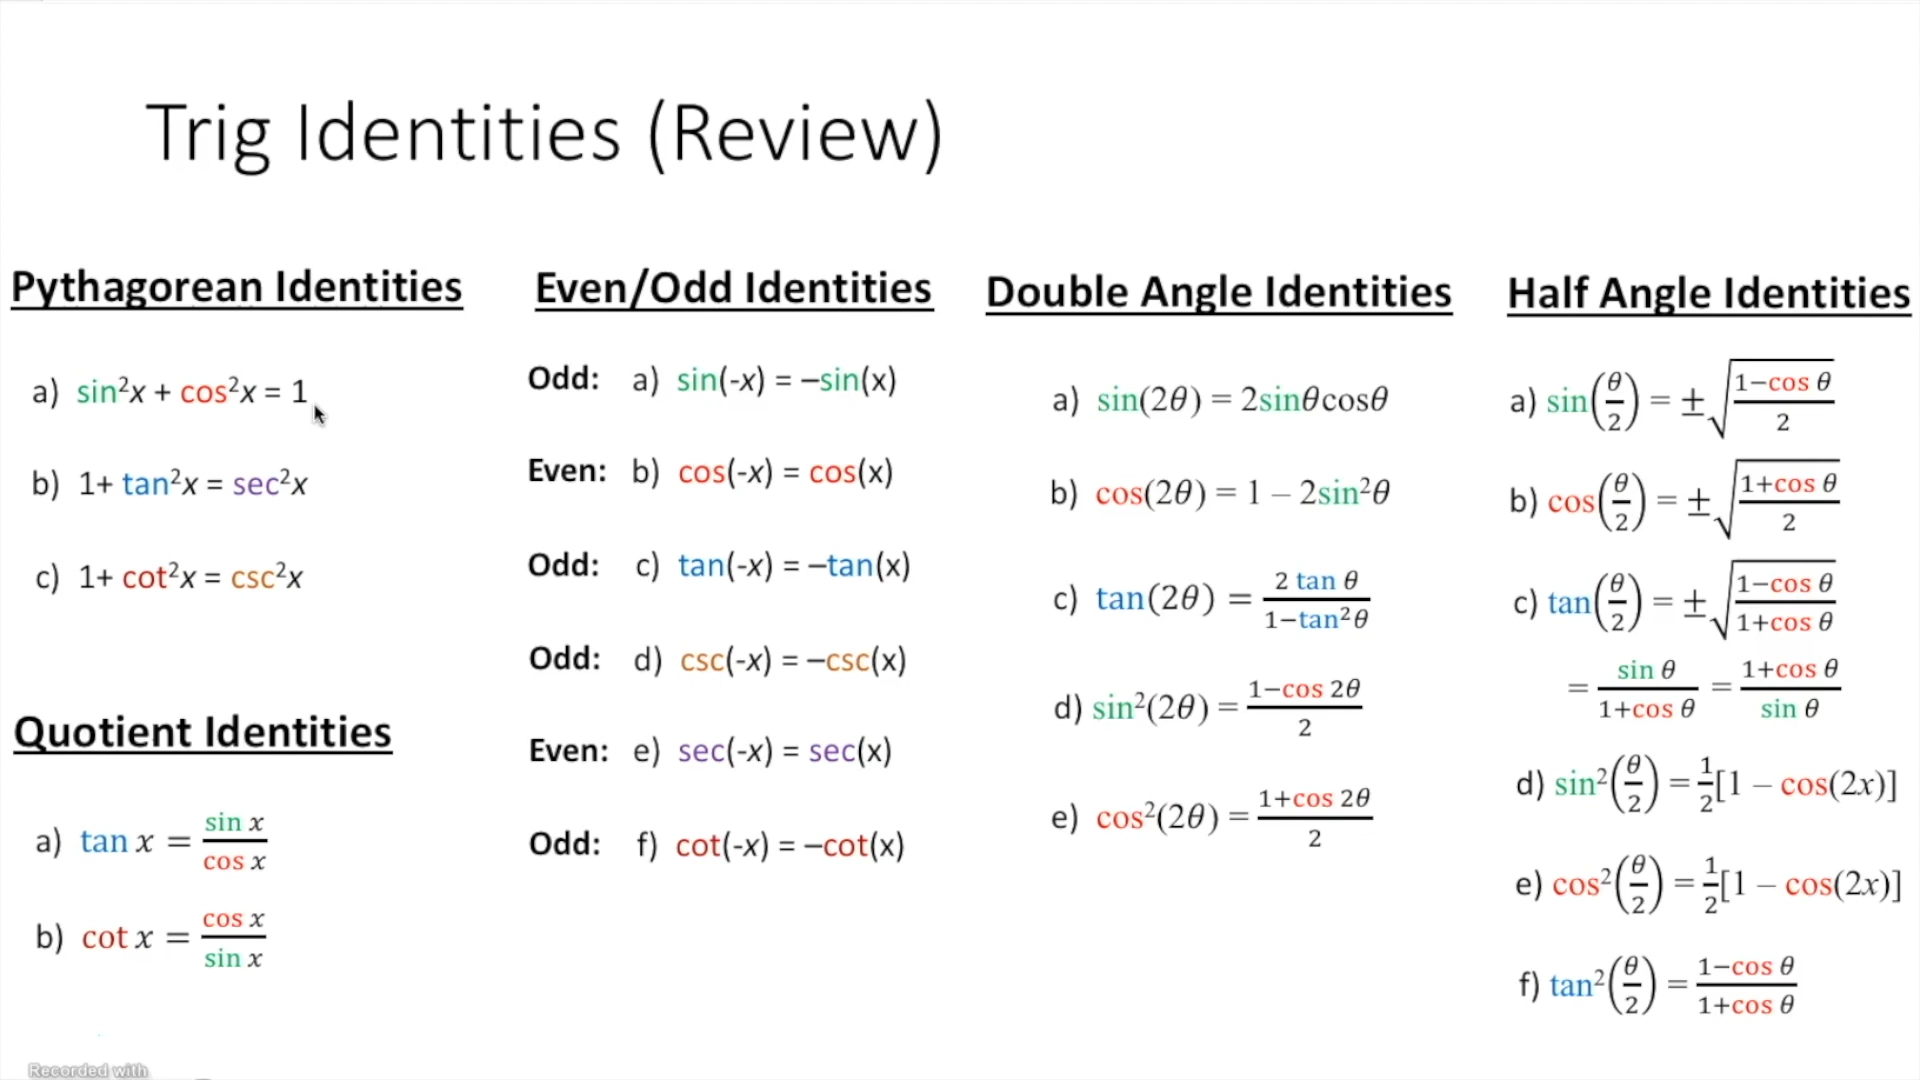 Trig Identities (Review)
Pythagorean Identities
a) sin²x + cos²x = 1
b) 1+ tan²x = sec²x
c) 1+ cot²x = csc²x
Quotient Identities
a) tan x = sin x / cos x
b) cot x = cos x / sin x
Even/Odd Identities
Odd: a) sin(-x) = –sin(x)
Even: b) cos(-x) = cos(x)
Odd: c) tan(-x) = –tan(x)
Odd: d) csc(-x) = –csc(x)
Even: e) sec(-x) = sec(x)
Odd: f) cot(-x) = –cot(x)
Double Angle Identities
a) sin(2θ) = 2sinθcosθ
b) cos(2θ) = 1 – 2sin²θ
c) tan(2θ) = 2 tan θ / 1−tan²θ
d) sin²(2θ) = 1−cos 2θ / 2
e) cos²(2θ) = 1+cos 2θ / 2
Half Angle Identities
a) sin(θ/2) = ±√(1−cos θ / 2)
b) cos(θ/2) = ±√(1+cos θ / 2)
c) tan(θ/2) = ±√(1−cos θ / 1+cos θ)
= sin θ / 1+cos θ = 1+cos θ / sin θ
d) sin²(θ/2) = ½[1 – cos(2x)]
e) cos²(θ/2) = ½[1 – cos(2x)]
f) tan²(θ/2) = 1−cos θ / 1+cos θ
Recorded with